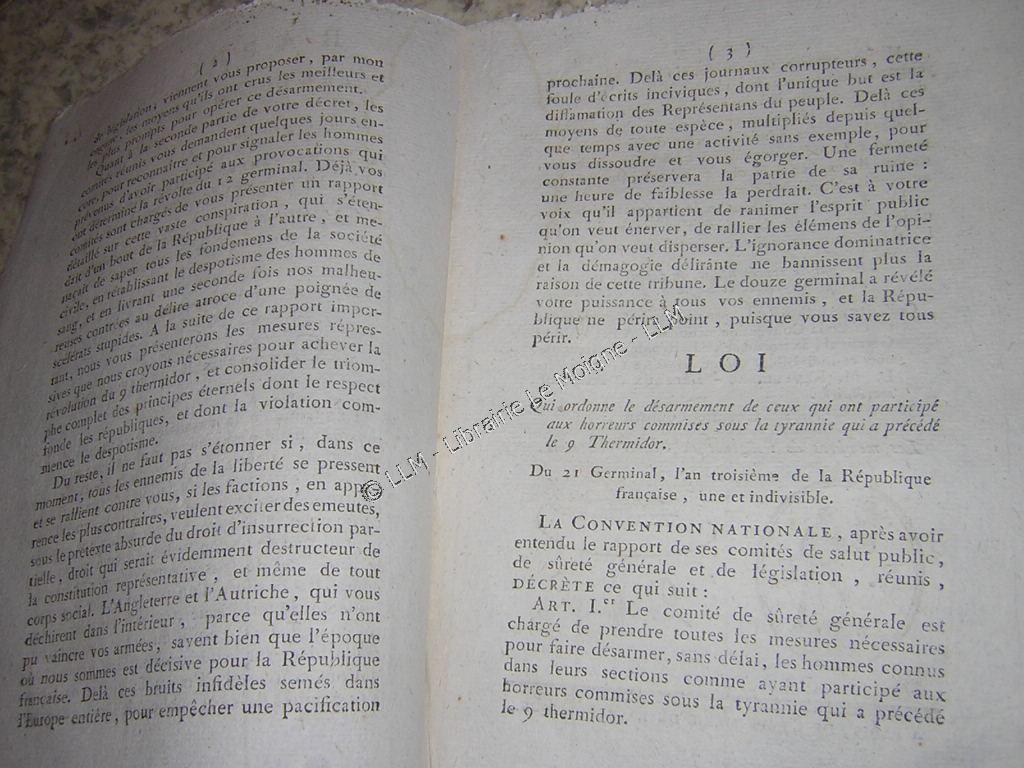 ( 2 )
de législation, viennent vous proposer, par mon
organe, les moyens qu'ils ont crus les meilleurs et
les plus prompts pour opérer ce désarmement.
Quant à la seconde partie de votre décret, les
comités réunis vous demandent quelques jours en-
core, pour reconnaître et pour signaler les hommes
prévenus d'avoir participé aux provocations qui
ont déterminé la révolte du 12 germinal. Déjà vos
comités sont chargés de vous présenter un rapport
détaillé sur cette vaste conspiration, qui s'éten-
dait d'un bout de la République à l'autre, et me-
naçait de saper tous les fondemens de la société
civile, en rétablissant le despotisme des hommes de
sang, et en livrant une seconde fois nos malheu-
reuses contrées au délire atroce d'une poignée de
scélérats stupides. A la suite de ce rapport impor-
tant, nous vous présenterons les mesures répres-
sives que nous croyons nécessaires pour achever la
révolution du 9 thermidor, et consolider le triom-
phe complet des principes éternels dont le respect
fonde les républiques, et dont la violation com-
mence le despotisme.
Du reste, il ne faut pas s'étonner si, dans ce
moment, tous les ennemis de la liberté se pressent
et se rallient contre vous, si les factions, en appa-
rence les plus contraires, veulent exciter des émeutes,
sous le prétexte absurde du droit d'insurrection par-
tielle, droit qui serait évidemment destructeur de
la constitution représentative, et même de tout
corps social. L'Angleterre et l'Autriche, qui vous
déchirent dans l'intérieur, parce qu'elles n'ont
pu vaincre vos armées, savent bien que l'époque
où nous sommes est décisive pour la République
française. Delà ces bruits infidèles semés dans
l'Europe entière, pour empêcher une pacification
( 3 )
prochaine. Delà ces journaux corrupteurs, cette
foule d'écrits inciviques, dont l'unique but est la
diffamation des Représentans du peuple. Delà ces
moyens de toute espèce, multipliés depuis quel-
que temps avec une activité sans exemple, pour
vous dissoudre et vous égorger. Une fermeté
constante préservera la patrie de sa ruine :
une heure de faiblesse la perdrait. C'est à votre
voix qu'il appartient de ranimer l'esprit public
qu'on veut énerver, de rallier les élémens de l'opi-
nion qu'on veut disperser. L'ignorance dominatrice
et la démagogie délirante ne bannissent plus la
raison de cette tribune. Le douze germinal a révélé
votre puissance à tous vos ennemis, et la Répu-
blique ne périra point, puisque vous savez tous
périr.
LOI
Qui ordonne le désarmement de ceux qui ont participé
aux horreurs commises sous la tyrannie qui a précédé
le 9 Thermidor.
Du 21 Germinal, l'an troisième de la République
française, une et indivisible.
LA CONVENTION NATIONALE, après avoir
entendu le rapport de ses comités de salut public,
de sûreté générale et de législation, réunis,
DÉCRÈTE ce qui suit :
ART. I.er Le comité de sûreté générale est
chargé de prendre toutes les mesures nécessaires
pour faire désarmer, sans délai, les hommes connus
dans leurs sections comme ayant participé aux
horreurs commises sous la tyrannie qui a précédé
le 9 thermidor.
© LLM - Librairie Le Moigne - LLM